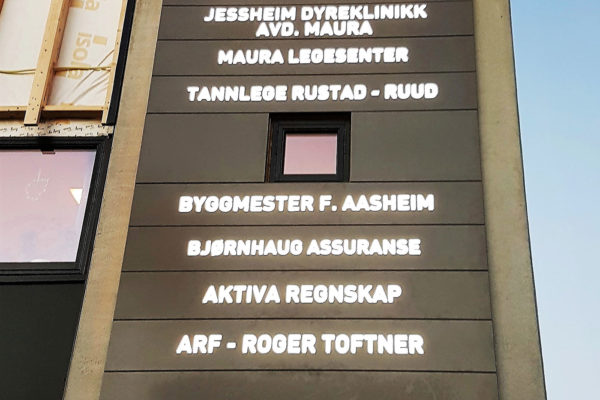 JESSHEIM DYREKLINIKK
AVD. MAURA
MAURA LEGESENTER
TANNLEGE RUSTAD - RUUD
BYGGMESTER F. AASHEIM
BJØRNHAUG ASSURANSE
AKTIVA REGNSKAP
ARF - ROGER TOFTNER